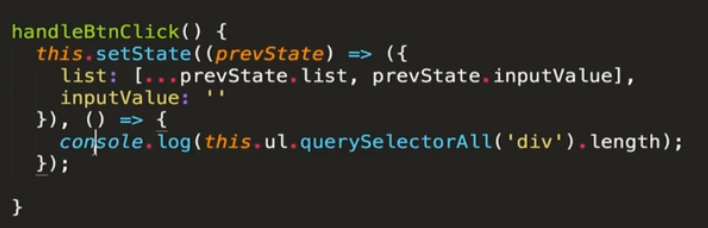 handleBtnClick() {
this.setState((prevState) => ({
list: [...prevState.list, prevState.inputValue],
inputValue: ''
}), () => {
console.log(this.ul.querySelectorAll('div').length);
});
}